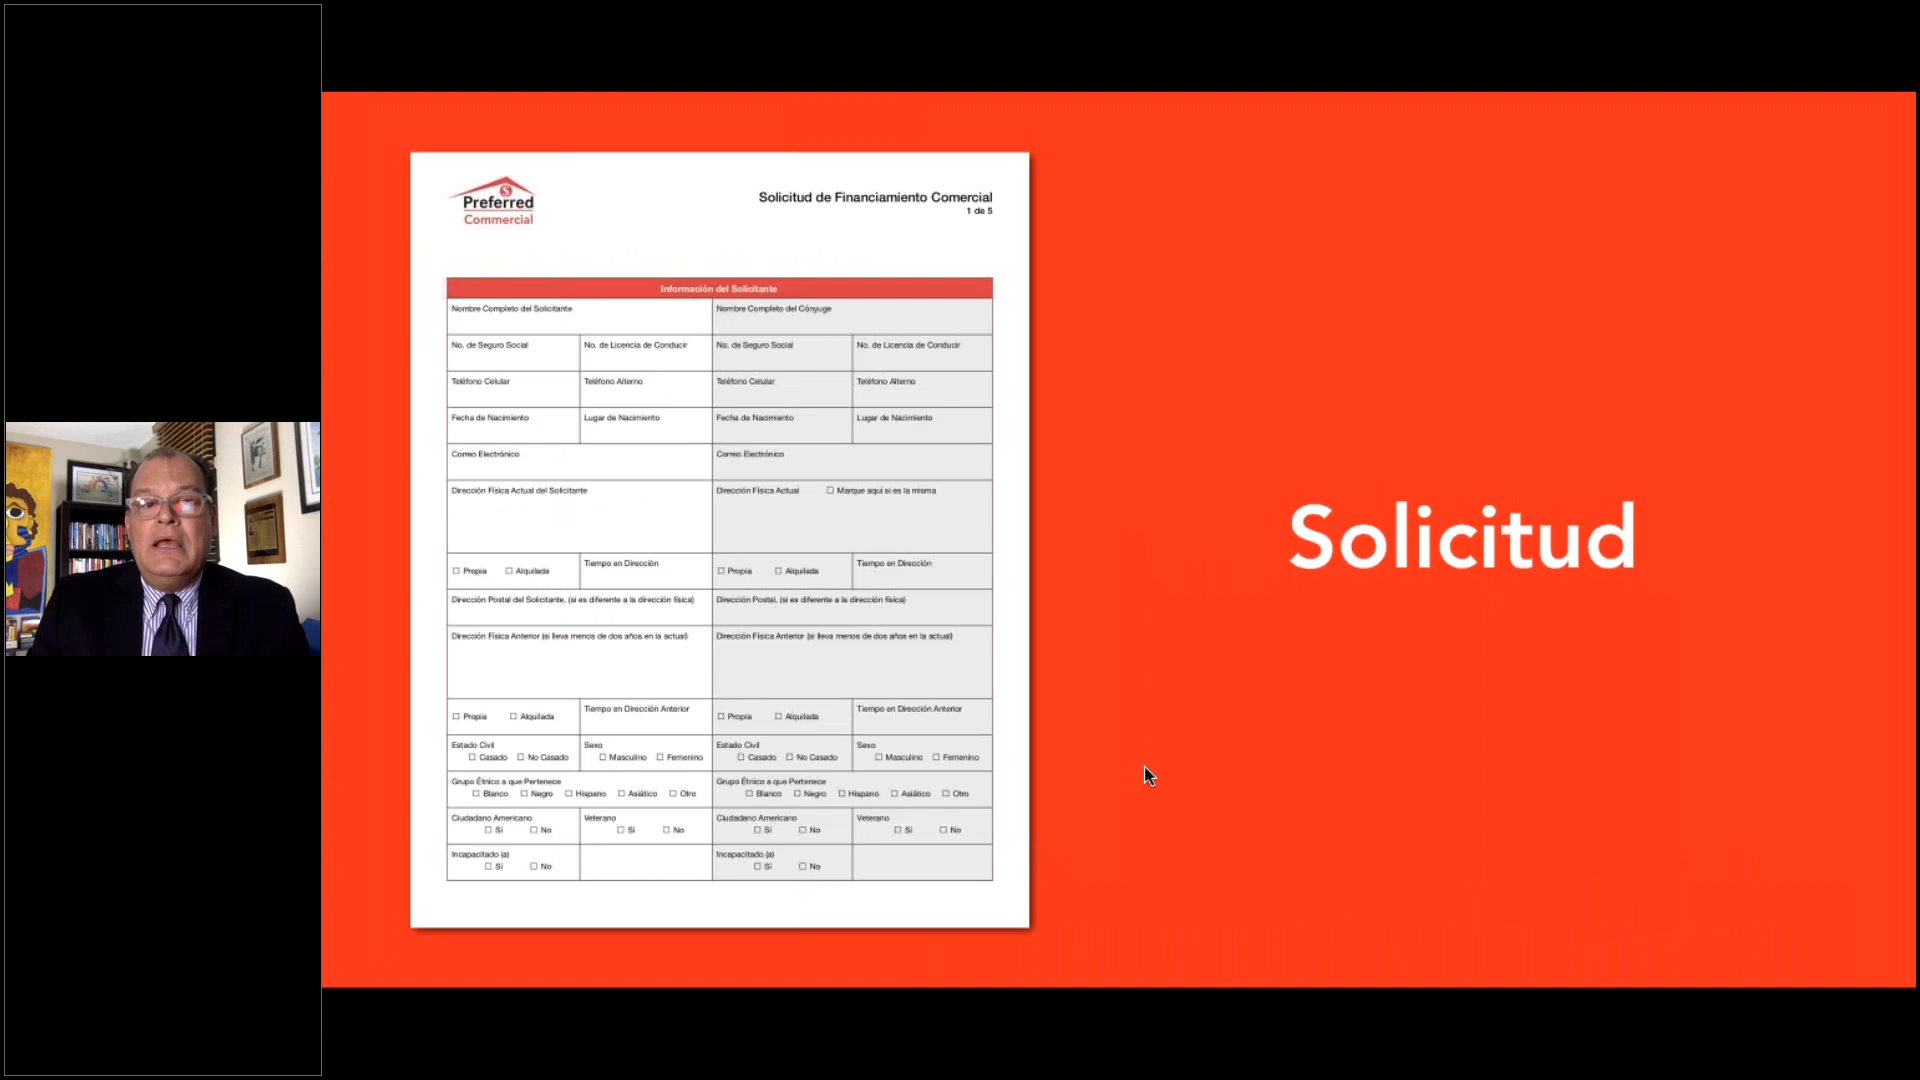 Preferred
Commercial
Solicitud de Financiamiento Comercial
1 de 5
Información del Solicitante
Nombre Completo del Solicitante Nombre Completo del Cónyuge
No. de Seguro Social No. de Licencia de Conducir No. de Seguro Social No. de Licencia de Conducir
Teléfono Celular Teléfono Alterno Teléfono Celular Teléfono Alterno
Fecha de Nacimiento Lugar de Nacimiento Fecha de Nacimiento Lugar de Nacimiento
Correo Electrónico Correo Electrónico
Dirección Física Actual del Solicitante Dirección Física Actual ☐ Marque aquí si es la misma
☐ Propia ☐ Alquilada Tiempo en Dirección ☐ Propia ☐ Alquilada Tiempo en Dirección
Dirección Postal del Solicitante, (si es diferente a la dirección física) Dirección Postal, (si es diferente a la dirección física)
Dirección Física Anterior (si lleva menos de dos años en la actual) Dirección Física Anterior (si lleva menos de dos años en la actual)
☐ Propia ☐ Alquilada Tiempo en Dirección Anterior ☐ Propia ☐ Alquilada Tiempo en Dirección Anterior
Estado Civil Sexo Estado Civil Sexo
☐ Casado ☐ No Casado ☐ Masculino ☐ Femenino ☐ Casado ☐ No Casado ☐ Masculino ☐ Femenino
Grupo Étnico a que Pertenece Grupo Étnico a que Pertenece
☐ Blanco ☐ Negro ☐ Hispano ☐ Asiático ☐ Otro ☐ Blanco ☐ Negro ☐ Hispano ☐ Asiático ☐ Otro
Ciudadano Americano Veterano Ciudadano Americano Veterano
☐ Sí ☐ No ☐ Sí ☐ No ☐ Sí ☐ No ☐ Sí ☐ No
Incapacitado (a) Incapacitado (a)
☐ Sí ☐ No ☐ Sí ☐ No
Solicitud